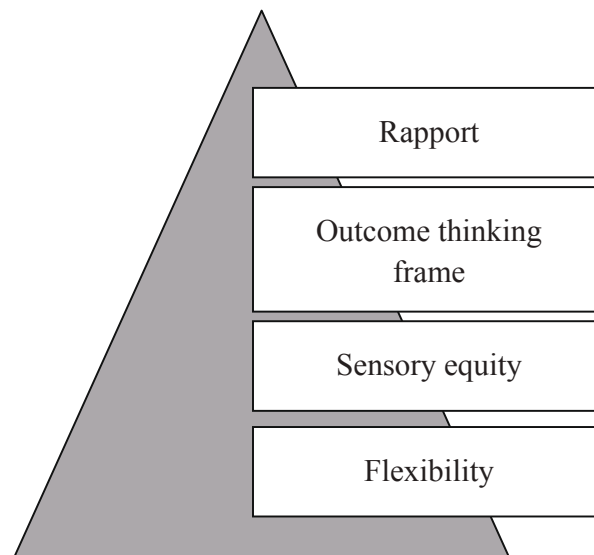 Rapport
Outcome thinking
frame
Sensory equity
Flexibility